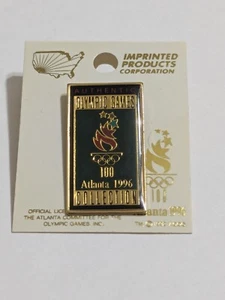 IMPRINTED
PRODUCTS
CORPORATION
AUTHENTIC
OLYMPIC GAMES
100
Atlanta 1996
COLLECTION
OFFICIAL
THE ATLANTA COMMITTEE FOR THE
OLYMPIC GAMES INC.